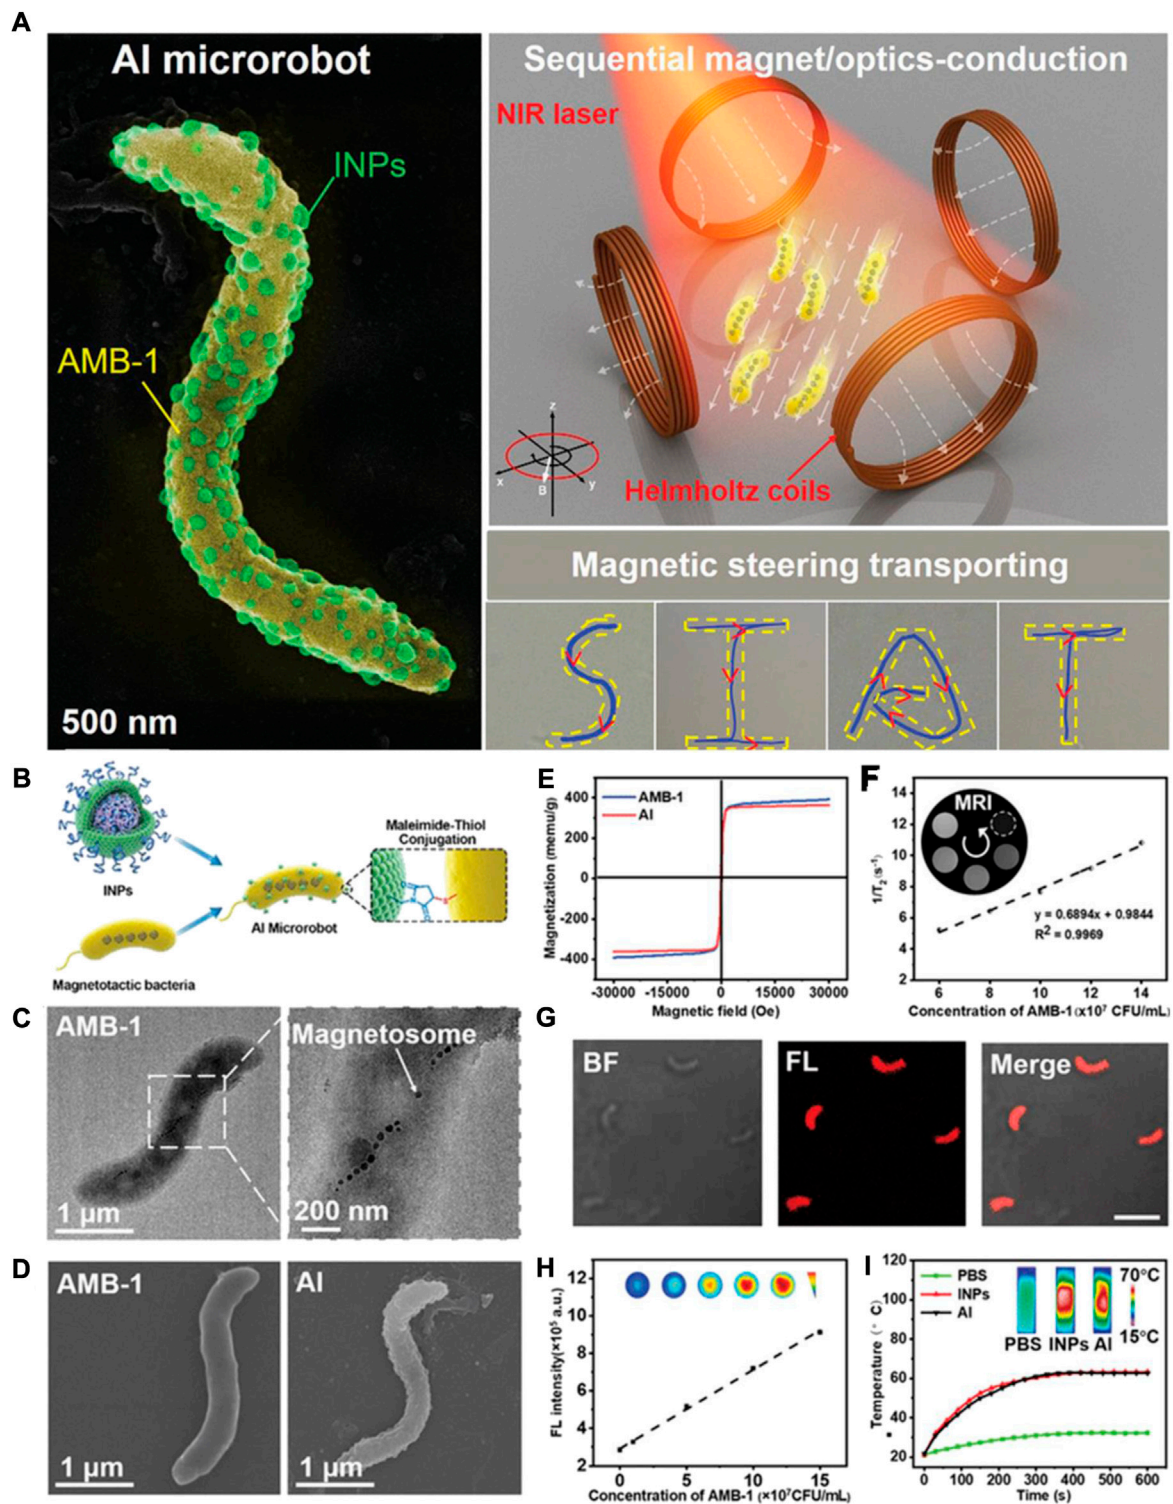 A
AI microrobot
INPs
AMB-1
500 nm
Sequential magnet/optics-conduction
NIR laser
z
x
B
y
Helmholtz coils
Magnetic steering transporting
B
INPs
Magnetotactic bacteria
AI Microrobot
Maleimide-Thiol
Conjugation
E
AMB-1
AI
Magnetization (memu/g)
400
200
0
-200
-400
-30000 -15000 0 15000 30000
Magnetic field (Oe)
F
MRI
1/T2(s-1)
14
12
10
8
6
4
2
y = 0.6894x + 0.9844
R2 = 0.9969
6 8 10 12 14
Concentration of AMB-1 (x10⁷ CFU/mL)
C
AMB-1
1 µm
Magnetosome
200 nm
G
BF
FL
Merge
D
AMB-1
1 µm
AI
1 µm
H
FL intensity(×10⁵ a.u.)
12
10
8
6
4
2
0 5 10 15
Concentration of AMB-1 (×10⁷CFU/mL)
I
PBS
INPs
AI
70°C
15°C
PBS INPs AI
Temperature (° C)
120
100
80
60
40
20
0 100 200 300 400 500 600
Time (s)